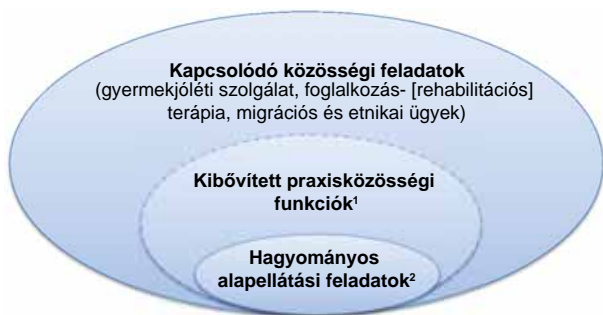 Kapcsolódó közösségi feladatok
(gyermekjóléti szolgálat, foglalkozás- [rehabilitációs]
terápia, migrációs és etnikai ügyek)
Kibővített praxisközösségi
funkciók¹
Hagyományos
alapellátási feladatok²